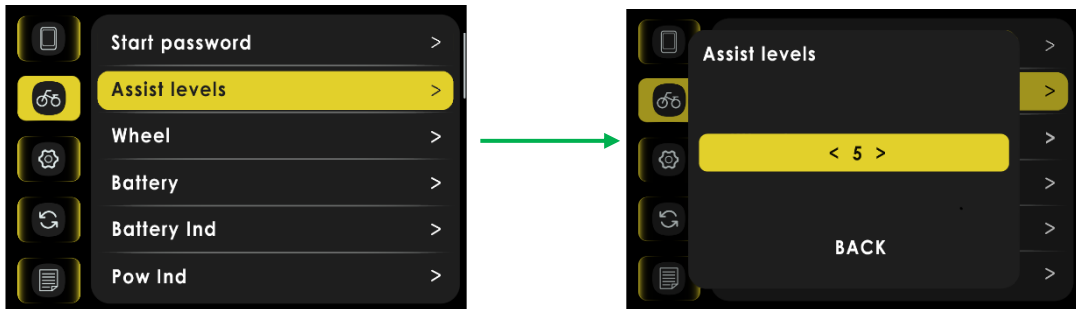 Start password >
Assist levels >
Wheel >
Battery >
Battery Ind >
Pow Ind >
Assist levels
< 5 >
BACK
>
>
>
>
>
>